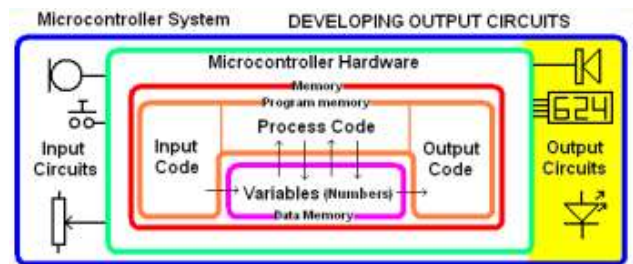 Microcontroller System DEVELOPING OUTPUT CIRCUITS
Microcontroller Hardware
Memory
Program memory
Process Code
Input
Circuits
Input
Code
Output
Code
624
Output
Circuits
Variables (Numbers)
Data Memory